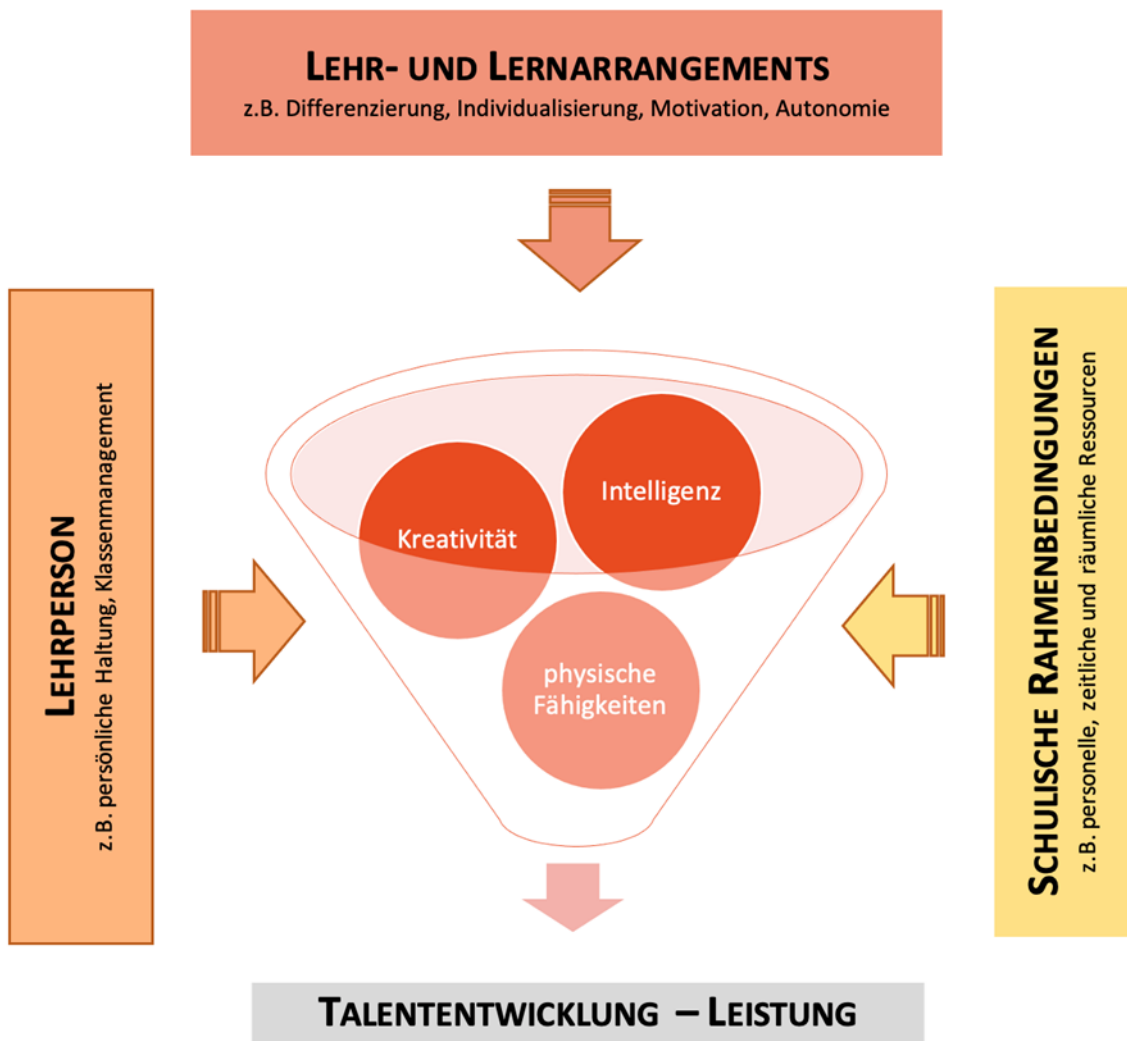 LEHR- UND LERNARRANGEMENTS
z.B. Differenzierung, Individualisierung, Motivation, Autonomie
LEHRPERSON
z.B. persönliche Haltung, Klassenmanagement
Kreativität
Intelligenz
physische
Fähigkeiten
SCHULISCHE RAHMENBEDINGUNGEN
z.B. personelle, zeitliche und räumliche Ressourcen
TALENTENTWICKLUNG – LEISTUNG